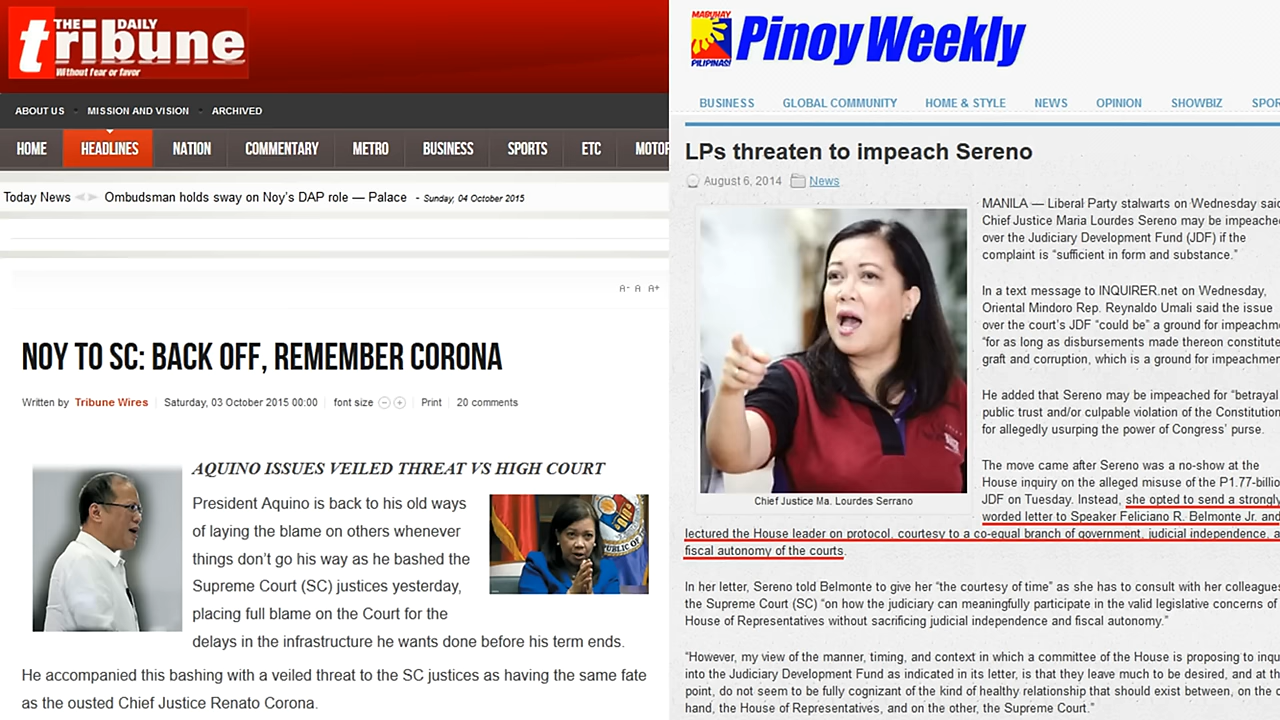 THE DAILY
tribune
Without fear or favor
ABOUT US MISSION AND VISION ARCHIVED
HOME HEADLINES NATION COMMENTARY METRO BUSINESS SPORTS ETC MOTOR
Today News Ombudsman holds sway on Noy's DAP role — Palace - Sunday, 04 October 2015
A- A A+
NOY TO SC: BACK OFF, REMEMBER CORONA
Written by Tribune Wires Saturday, 03 October 2015 00:00 font size Print 20 comments
AQUINO ISSUES VEILED THREAT VS HIGH COURT
President Aquino is back to his old ways
of laying the blame on others whenever
things don't go his way as he bashed the
Supreme Court (SC) justices yesterday,
placing full blame on the Court for the
delays in the infrastructure he wants done before his term ends.
He accompanied this bashing with a veiled threat to the SC justices as having the same fate
as the ousted Chief Justice Renato Corona.
MABUHAY
PILIPINAS!
Pinoy Weekly
BUSINESS GLOBAL COMMUNITY HOME & STYLE NEWS OPINION SHOWBIZ SPOR
LPs threaten to impeach Sereno
August 6, 2014 News
MANILA — Liberal Party stalwarts on Wednesday said
Chief Justice Maria Lourdes Sereno may be impeached
over the Judiciary Development Fund (JDF) if the
complaint is "sufficient in form and substance."
In a text message to INQUIRER.net on Wednesday,
Oriental Mindoro Rep. Reynaldo Umali said the issue
over the court's JDF "could be" a ground for impeachm
"for as long as disbursements made thereon constitute
graft and corruption, which is a ground for impeachmen
He added that Sereno may be impeached for "betrayal
public trust and/or culpable violation of the Constitution
for allegedly usurping the power of Congress' purse.
The move came after Sereno was a no-show at the
House inquiry on the alleged misuse of the P1.77-billio
JDF on Tuesday. Instead, she opted to send a strongly
worded letter to Speaker Feliciano R. Belmonte Jr. and
lectured the House leader on protocol, courtesy to a co-equal branch of government, judicial independence, a
fiscal autonomy of the courts.
Chief Justice Ma. Lourdes Serrano
In her letter, Sereno told Belmonte to give her "the courtesy of time" as she has to consult with her colleagues
the Supreme Court (SC) "on how the judiciary can meaningfully participate in the valid legislative concerns of
House of Representatives without sacrificing judicial independence and fiscal autonomy."
"However, my view of the manner, timing, and context in which a committee of the House is proposing to inqu
into the Judiciary Development Fund as indicated in its letter, is that they leave much to be desired, and at th
point, do not seem to be fully cognizant of the kind of healthy relationship that should exist between, on the o
hand, the House of Representatives, and on the other, the Supreme Court."